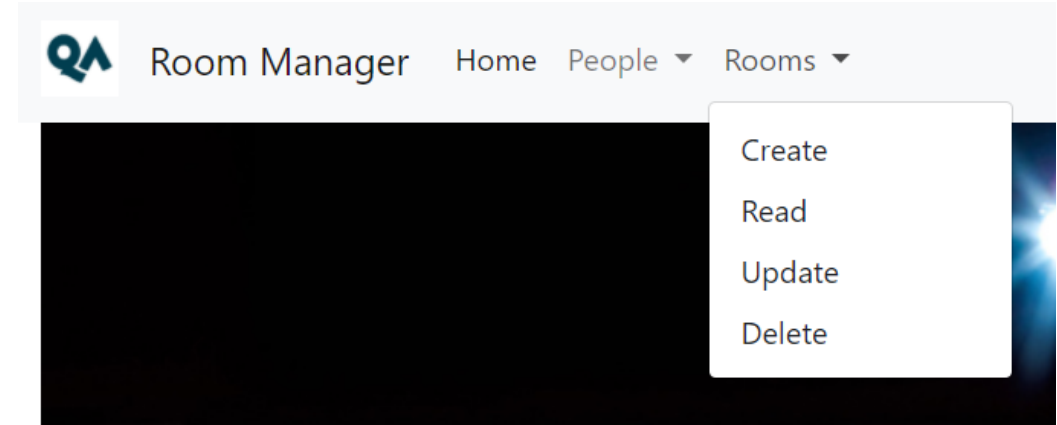 QA Room Manager Home People Rooms
Create
Read
Update
Delete